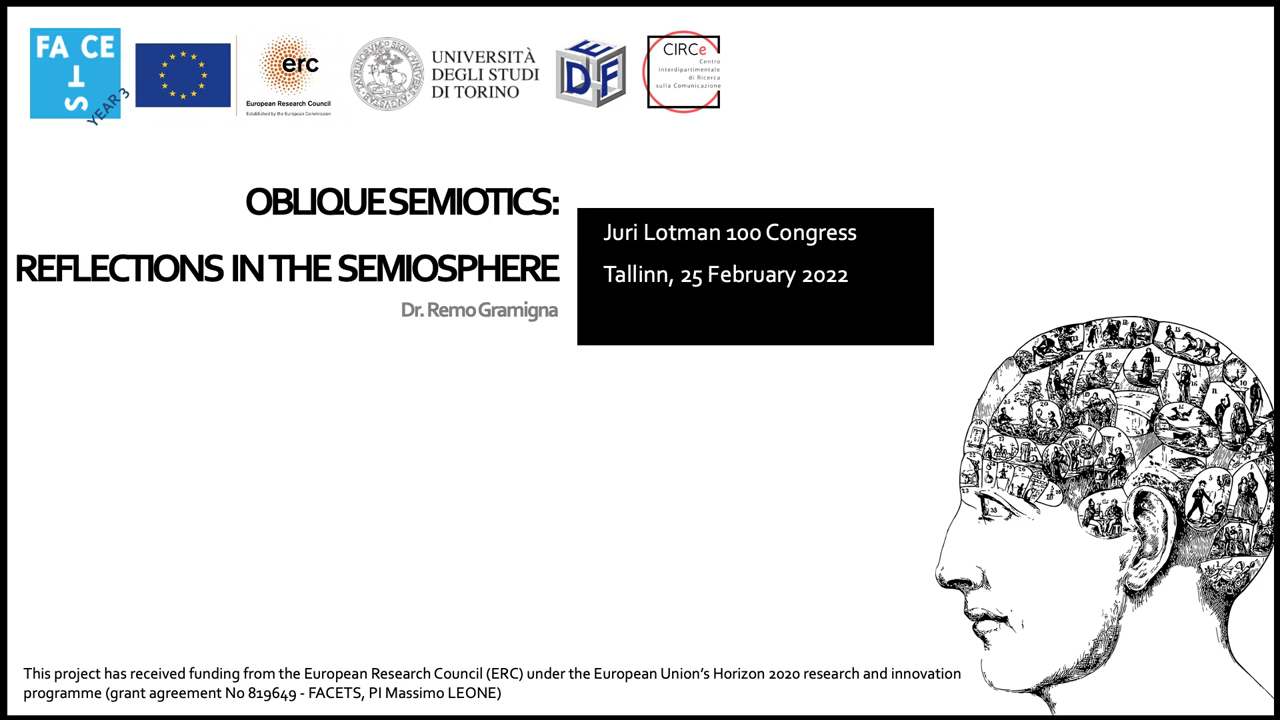 FA CE
T
S
YEAR 3
erc
European Research Council
Established by the European Commission
UNIVERSITÀ
DEGLI STUDI
DI TORINO
E
D F
CIRCe
Centro
Interdipartimentale
di Ricerca
sulla Comunicazione
OBLIQUE SEMIOTICS:
REFLECTIONS IN THE SEMIOSPHERE
Dr. Remo Gramigna
Juri Lotman 100 Congress
Tallinn, 25 February 2022
This project has received funding from the European Research Council (ERC) under the European Union’s Horizon 2020 research and innovation
programme (grant agreement No 819649 - FACETS, PI Massimo LEONE)